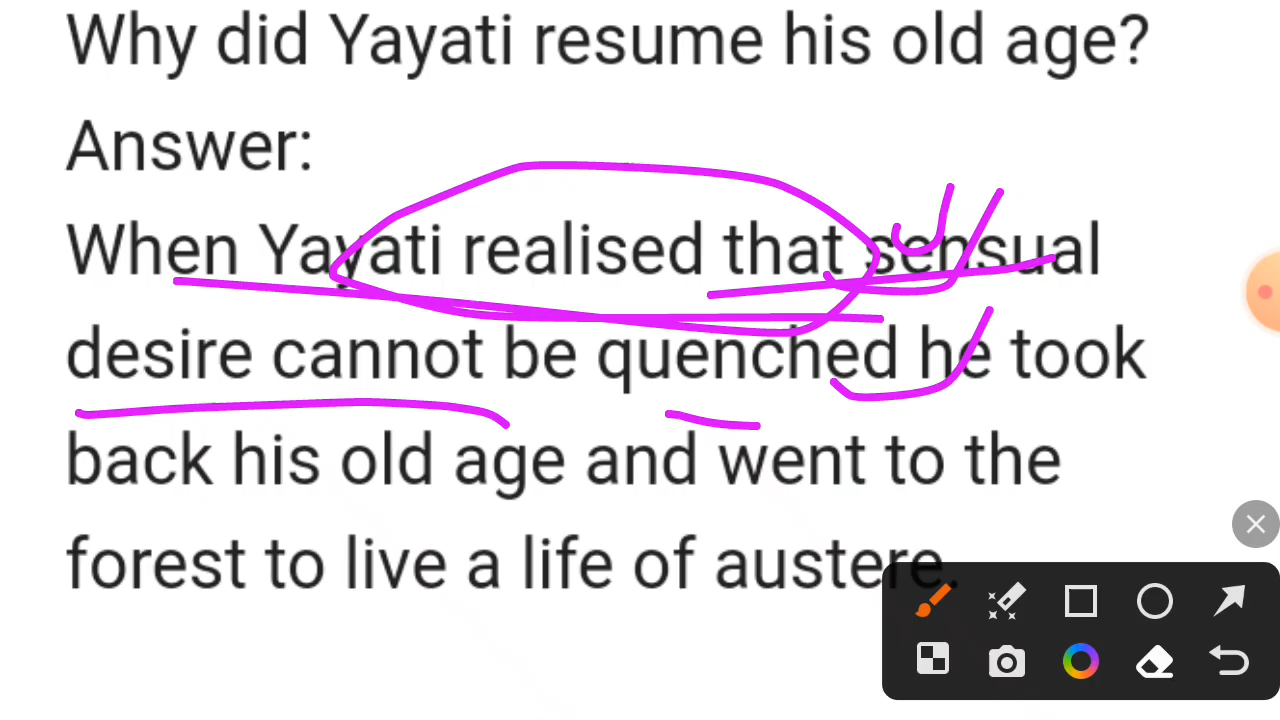 Why did Yayati resume his old age?
Answer:
When Yayati realised that sensual
desire cannot be quenched he took
back his old age and went to the
forest to live a life of austere.